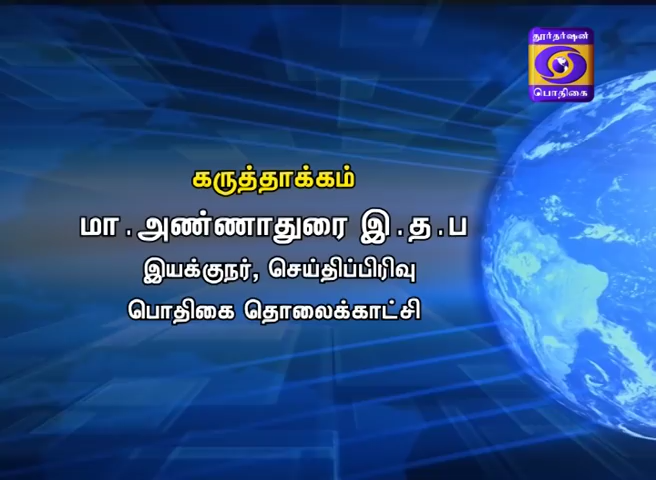 தூர்தர்ஷன்
பொதிகை
கருத்தாக்கம்
மா.அண்ணாதுரை இ.த.ப
இயக்குநர், செய்திப்பிரிவு
பொதிகை தொலைக்காட்சி